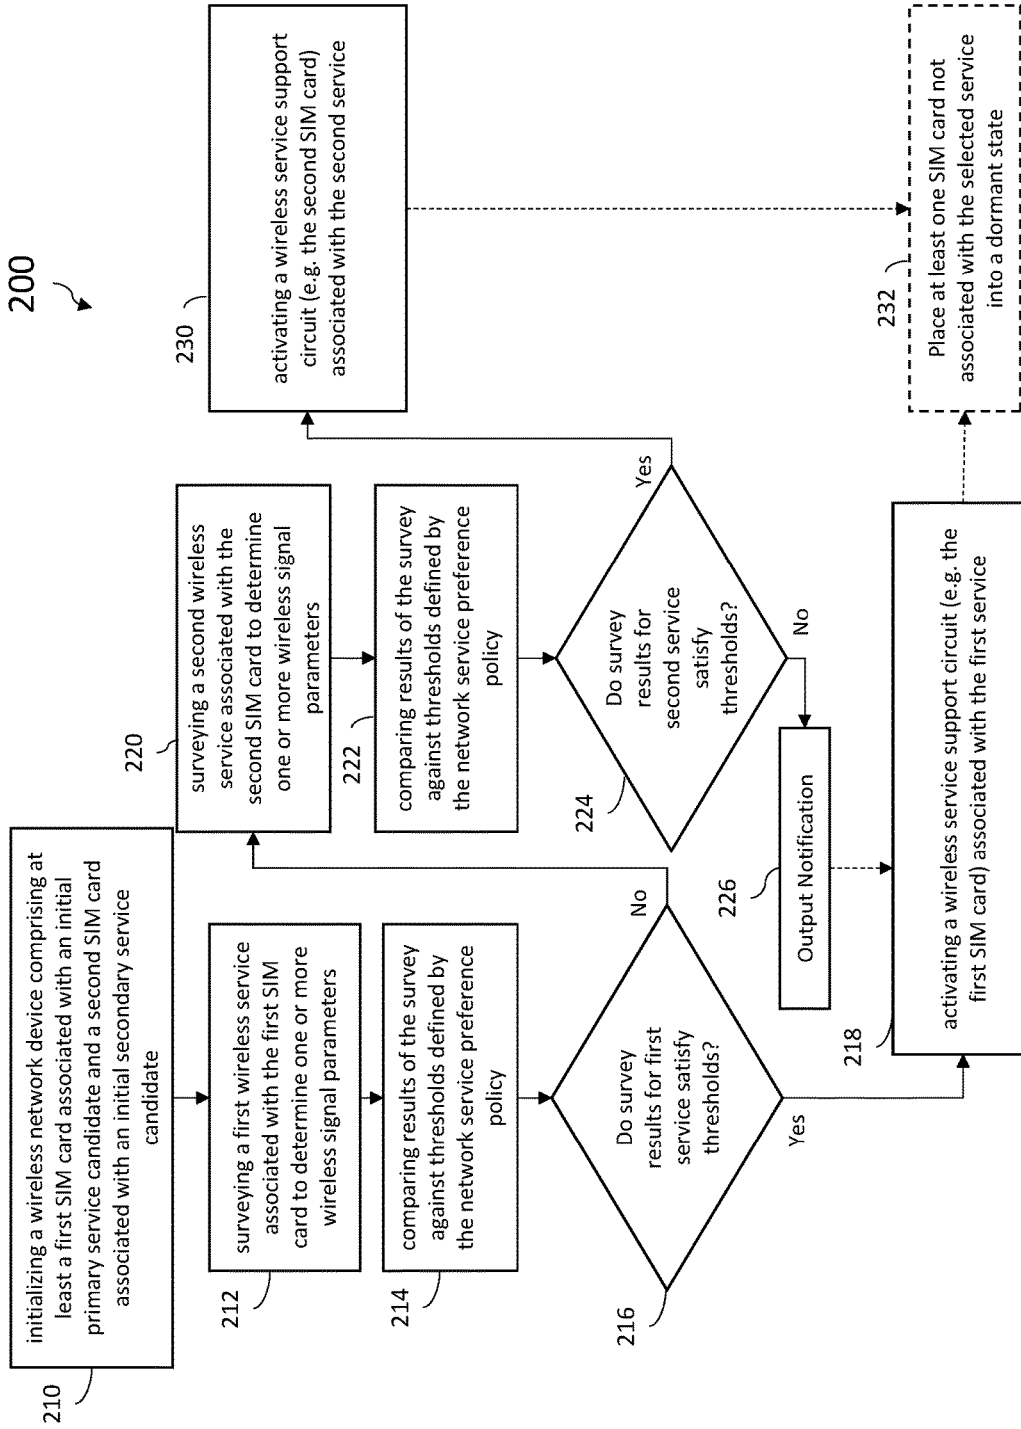 200
210
initializing a wireless network device comprising at
least a first SIM card associated with an initial
primary service candidate and a second SIM card
associated with an initial secondary service
candidate
212
surveying a first wireless service
associated with the first SIM
card to determine one or more
wireless signal parameters
214
comparing results of the survey
against thresholds defined by
the network service preference
policy
216
Do survey
results for first
service satisfy
thresholds?
No
Yes
218
activating a wireless service support circuit (e.g. the
first SIM card) associated with the first service
220
surveying a second wireless
service associated with the
second SIM card to determine
one or more wireless signal
parameters
222
comparing results of the survey
against thresholds defined by
the network service preference
policy
224
Do survey
results for
second service
satisfy
thresholds?
Yes
No
226
Output Notification
230
activating a wireless service support
circuit (e.g. the second SIM card)
associated with the second service
232
Place at least one SIM card not
associated with the selected service
into a dormant state